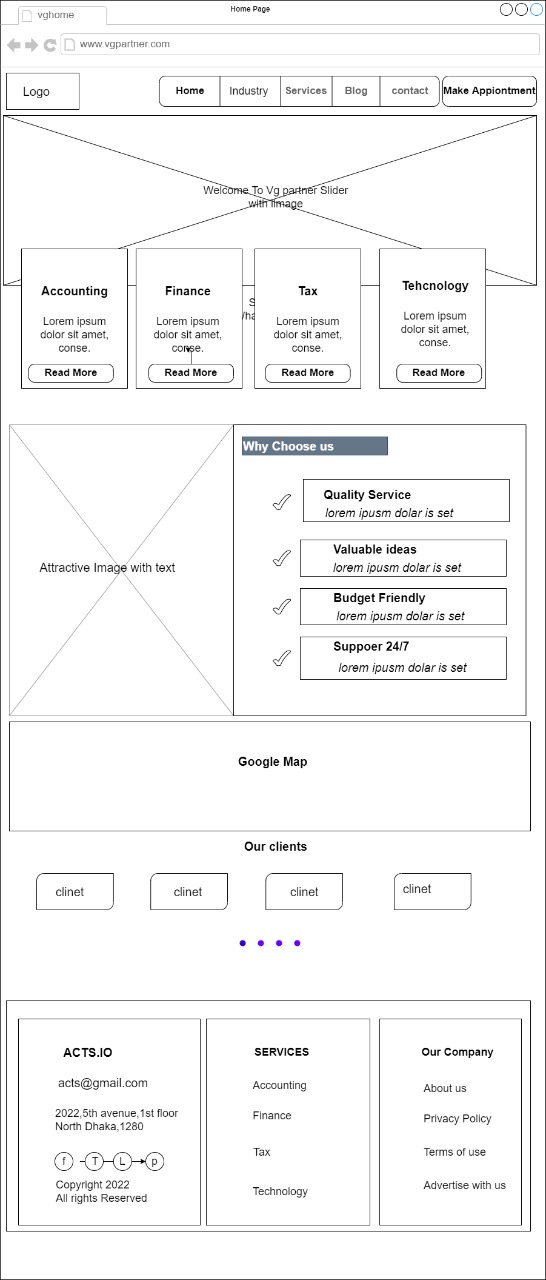 Home Page
vghome
www.vgpartner.com
Logo
Home
Industry
Services
Blog
contact
Make Appiontment
Welcome To Vg partner Slider
with Iimage
Accounting
Lorem ipsum
dolor sit amet,
conse.
Read More
Finance
Lorem ipsum
dolor sit amet,
conse.
Read More
Tax
Lorem ipsum
dolor sit amet,
conse.
Read More
Tehcnology
Lorem ipsum
dolor sit amet,
conse.
Read More
Attractive Image with text
Why Choose us
Quality Service
lorem ipusm dolar is set
Valuable ideas
lorem ipusm dolar is set
Budget Friendly
lorem ipusm dolar is set
Suppoer 24/7
lorem ipusm dolar is set
Google Map
Our clients
clinet
clinet
clinet
clinet
ACTS.IO
acts@gmail.com
2022,5th avenue,1st floor
North Dhaka,1280
f T L p
Copyright 2022
All rights Reserved
SERVICES
Accounting
Finance
Tax
Technology
Our Company
About us
Privacy Policy
Terms of use
Advertise with us